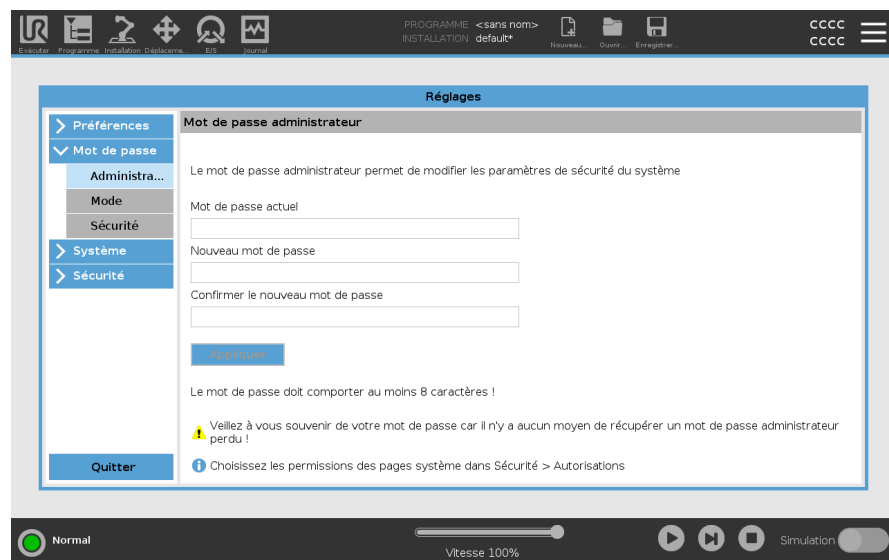 PROGRAMME <sans nom>
INSTALLATION default*
CCCC
CCCC
Exécuter Programme Installation Déplaceme... E/S Journal
Nouveau... Ouvrir... Enregistrer...
Réglages
Préférences
Mot de passe
Administra...
Mode
Sécurité
Système
Sécurité
Quitter
Mot de passe administrateur
Le mot de passe administrateur permet de modifier les paramètres de sécurité du système
Mot de passe actuel
Nouveau mot de passe
Confirmer le nouveau mot de passe
Appliquer
Le mot de passe doit comporter au moins 8 caractères !
Veillez à vous souvenir de votre mot de passe car il n'y a aucun moyen de récupérer un mot de passe administrateur
perdu !
Choisissez les permissions des pages système dans Sécurité > Autorisations
Normal
Vitesse 100%
Simulation